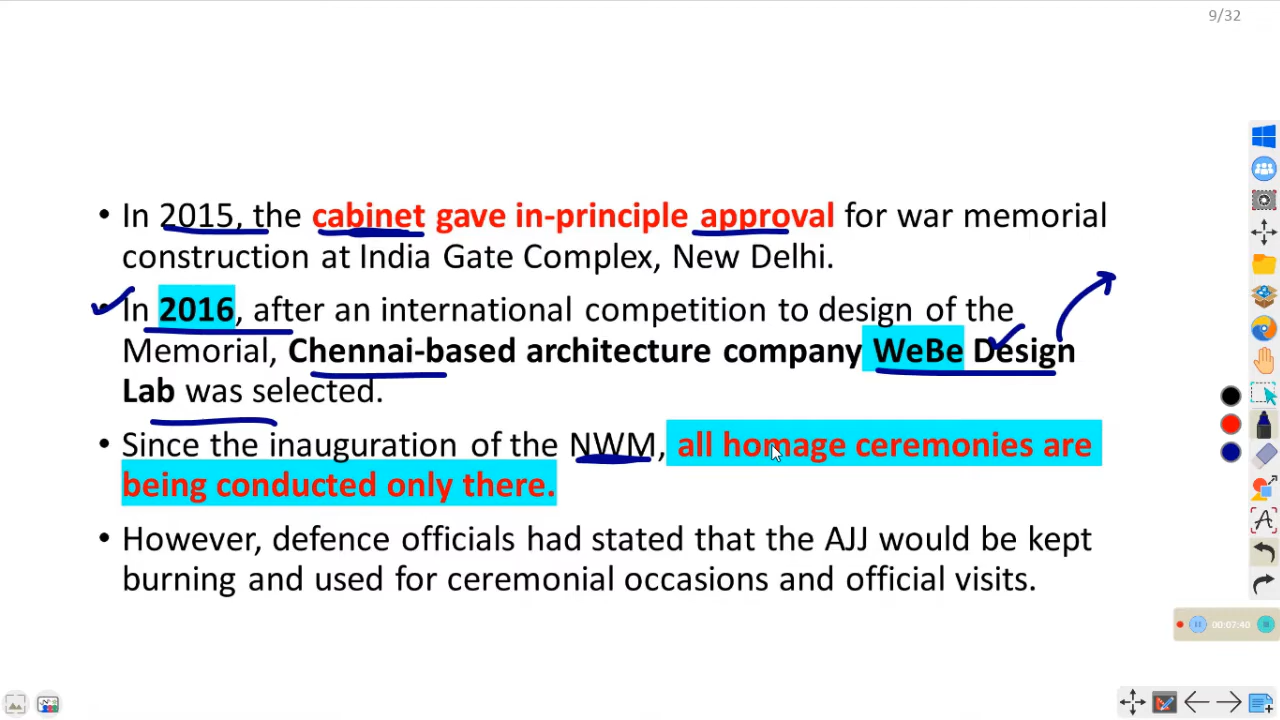 9/32
• In 2015, the cabinet gave in-principle approval for war memorial
construction at India Gate Complex, New Delhi.
• In 2016, after an international competition to design of the
Memorial, Chennai-based architecture company WeBe Design
Lab was selected.
• Since the inauguration of the NWM, all homage ceremonies are
being conducted only there.
• However, defence officials had stated that the AJJ would be kept
burning and used for ceremonial occasions and official visits.
00:07:40